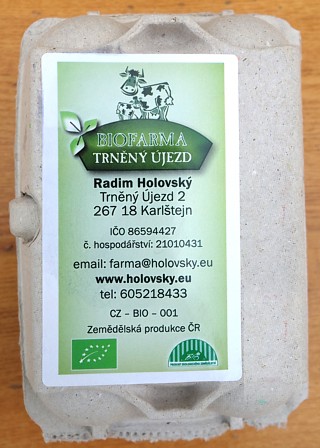 BIOFARMA
TRNĚNÝ ÚJEZD
Radim Holovský
Trněný Újezd 2
267 18 Karlštejn
IČO 86594427
č. hospodářství: 21010431
email: farma@holovsky.eu
www.holovsky.eu
tel: 605218433
CZ – BIO – 001
Zemědělská produkce ČR
BIO